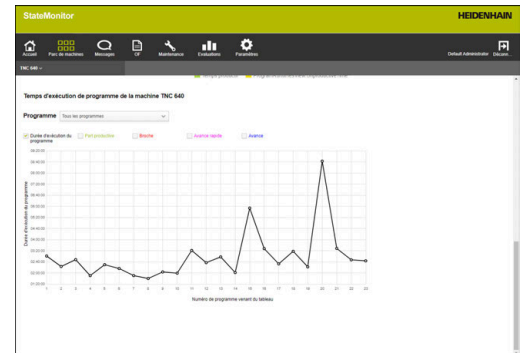 StateMonitor
HEIDENHAIN
Accueil
Parc de machines
Messages
OF
Maintenance
Evaluations
Paramètres
Default Administrator
Déconn...
TNC 640
Temps d'exécution de programme de la machine TNC 640
Programme
Tous les programmes
Durée d'exécution du programme
Part productive
Broche
Avance rapide
Avance
Durée d'exécution du programme
1 2 3 4 5 6 7 8 9 10 11 12 13 14 15 16 17 18 19 20 21 22 23
Numéro de programme venant du tableau